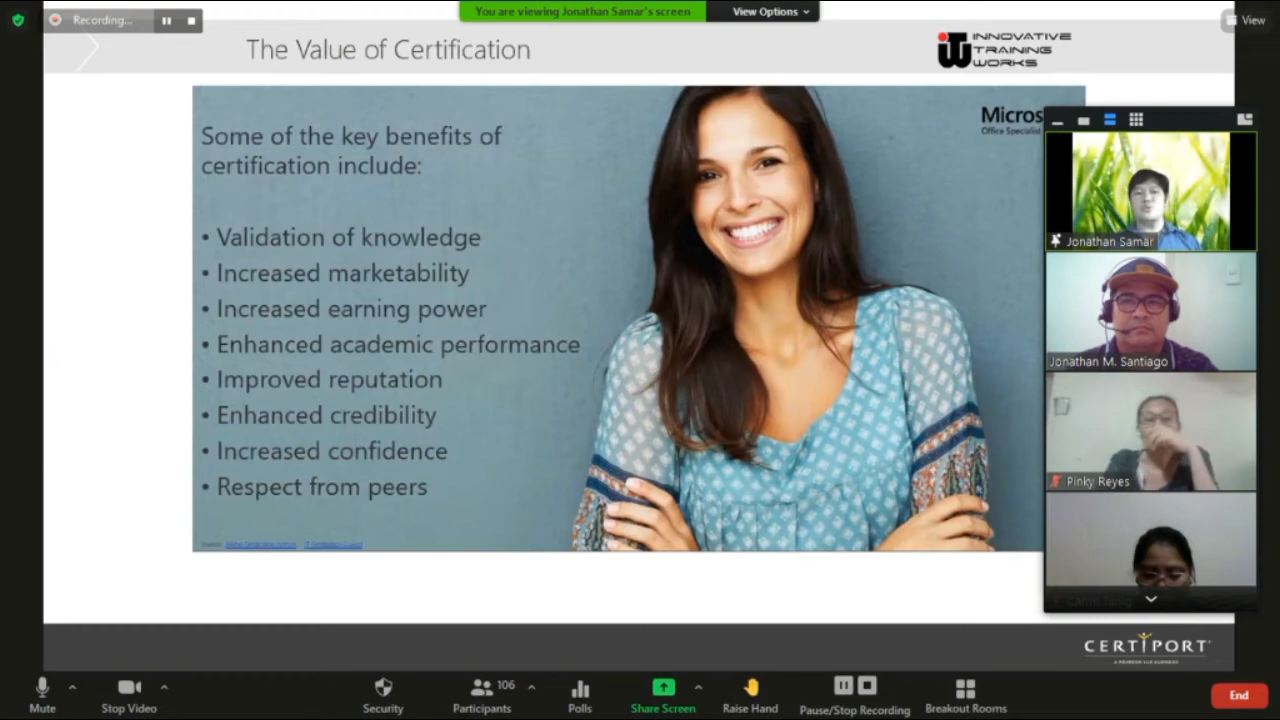 Recording...
You are viewing Jonathan Samar's screen
View Options
View
The Value of Certification
INNOVATIVE
TRAINING
WORKS
Some of the key benefits of
certification include:
• Validation of knowledge
• Increased marketability
• Increased earning power
• Enhanced academic performance
• Improved reputation
• Enhanced credibility
• Increased confidence
• Respect from peers
Micros
Office Specialist
Jonathan Samar
Jonathan M. Santiago
Pinky Reyes
CERTIPORT
Mute
Stop Video
Security
106
Participants
Polls
Share Screen
Raise Hand
Pause/Stop Recording
Breakout Rooms
End